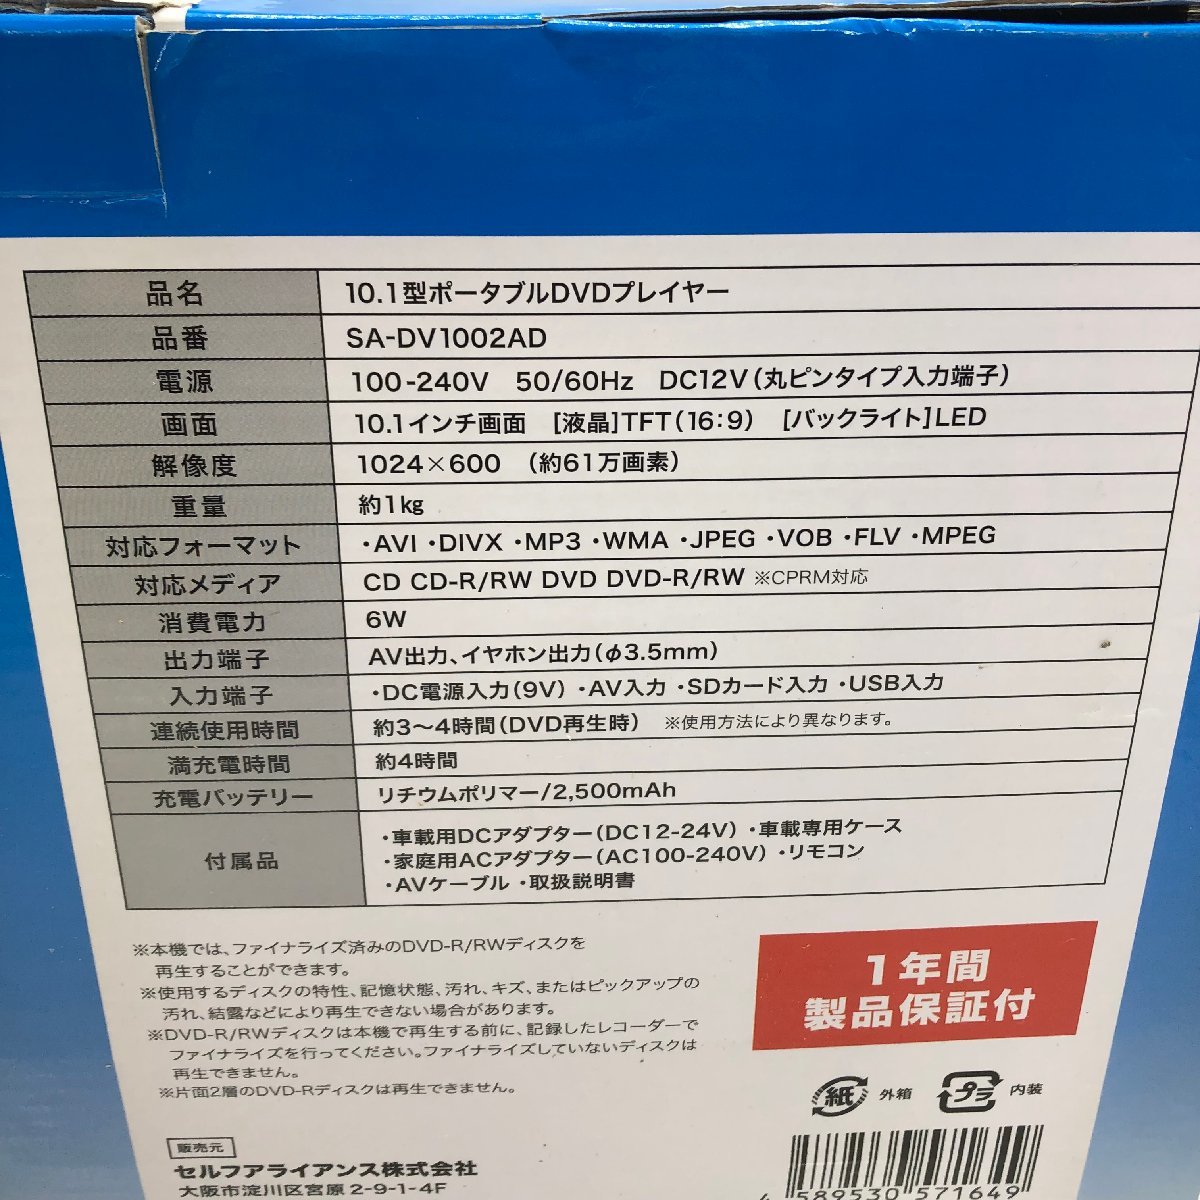 品名 10.1型ポータブルDVDプレイヤー
品番 SA-DV1002AD
電源 100-240V 50/60Hz DC12V(丸ピンタイプ入力端子)
画面 10.1インチ画面 [液晶]TFT(16:9) [バックライト]LED
解像度 1024×600 (約61万画素)
重量 約1kg
対応フォーマット ・AVI ・DIVX ・MP3 ・WMA ・JPEG ・VOB ・FLV ・MPEG
対応メディア CD CD-R/RW DVD DVD-R/RW ※CPRM対応
消費電力 6W
出力端子 AV出力、イヤホン出力(φ3.5mm)
入力端子 ・DC電源入力(9V) ・AV入力 ・SDカード入力 ・USB入力
連続使用時間 約3〜4時間(DVD再生時) ※使用方法により異なります。
満充電時間 約4時間
充電バッテリー リチウムポリマー/2,500mAh
付属品
・車載用DCアダプター(DC12-24V) ・車載専用ケース
・家庭用ACアダプター(AC100-240V) ・リモコン
・AVケーブル ・取扱説明書
※本機では、ファイナライズ済みのDVD-R/RWディスクを
再生することができます。
※使用するディスクの特性、記憶状態、汚れ、キズ、またはピックアップの
汚れ、結露などにより再生できない場合があります。
※DVD-R/RWディスクは本機で再生する前に、記録したレコーダーで
ファイナライズを行ってください。ファイナライズしていないディスクは
再生できません。
※片面2層のDVD-Rディスクは再生できません。
1年間
製品保証付
紙 外箱 プラ 内装
販売元
セルフアライアンス株式会社
大阪市淀川区宮原2-9-1-4F
4 589530 571649